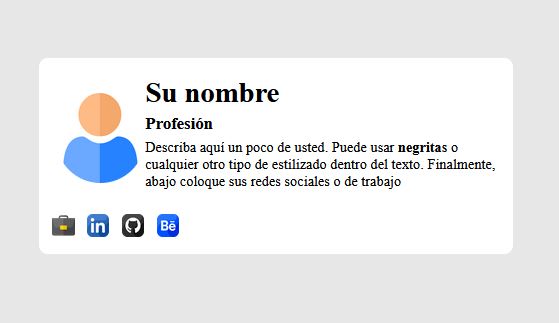 Su nombre
Profesión
Describa aquí un poco de usted. Puede usar negritas o
cualquier otro tipo de estilizado dentro del texto. Finalmente,
abajo coloque sus redes sociales o de trabajo
in Bē